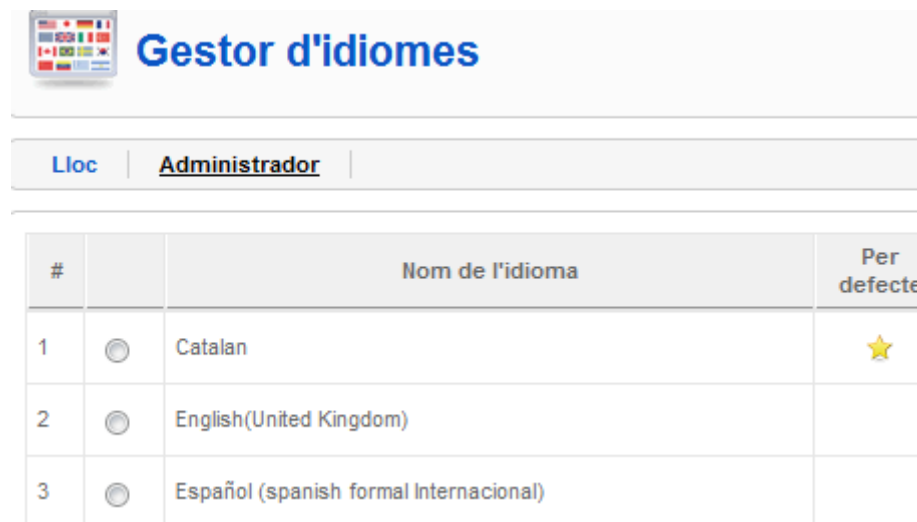 Gestor d'idiomes
Lloc Administrador
# Nom de l'idioma Per defecte
1 Catalan
2 English(United Kingdom)
3 Español (spanish formal Internacional)